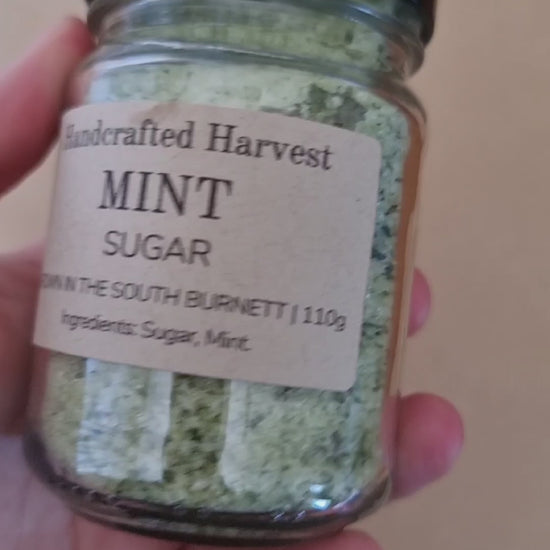 Handcrafted Harvest
MINT
SUGAR
IN THE SOUTH BURNETT | 110g
Ingredients: Sugar, Mint.